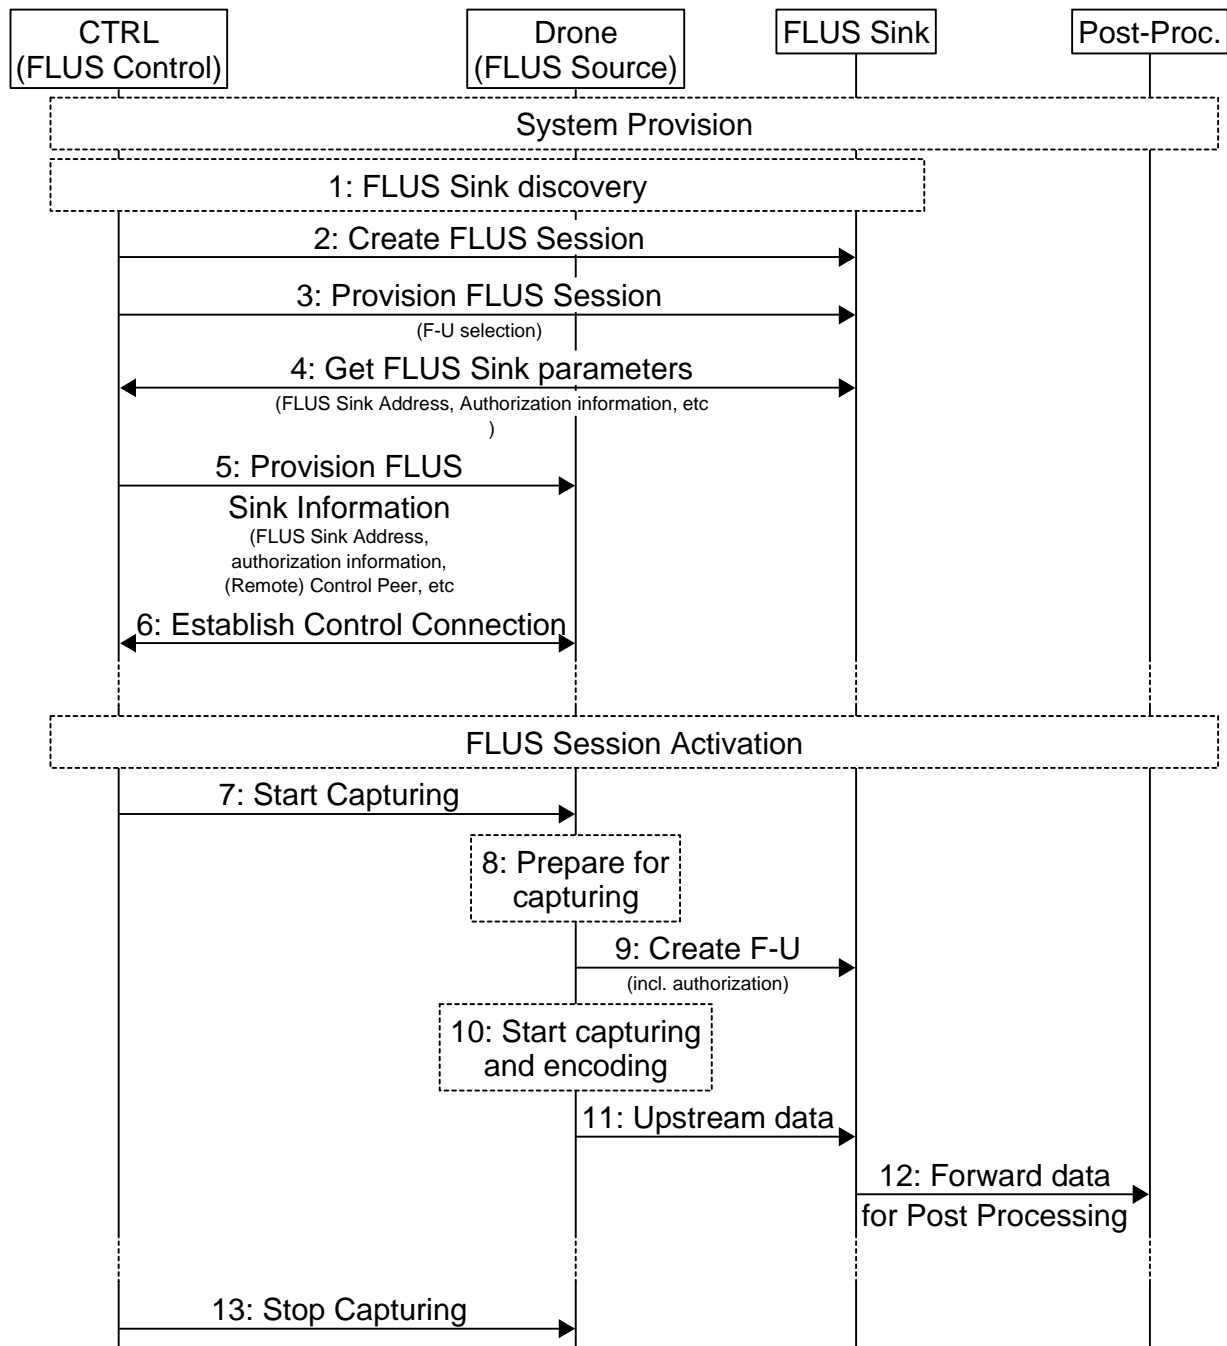 CTRL
(FLUS Control)
Drone
(FLUS Source)
FLUS Sink
Post-Proc.
System Provision
1: FLUS Sink discovery
2: Create FLUS Session
3: Provision FLUS Session
(F-U selection)
4: Get FLUS Sink parameters
(FLUS Sink Address, Authorization information, etc
)
5: Provision FLUS
Sink Information
(FLUS Sink Address,
authorization information,
(Remote) Control Peer, etc
6: Establish Control Connection
FLUS Session Activation
7: Start Capturing
8: Prepare for
capturing
9: Create F-U
(incl. authorization)
10: Start capturing
and encoding
11: Upstream data
12: Forward data
for Post Processing
13: Stop Capturing